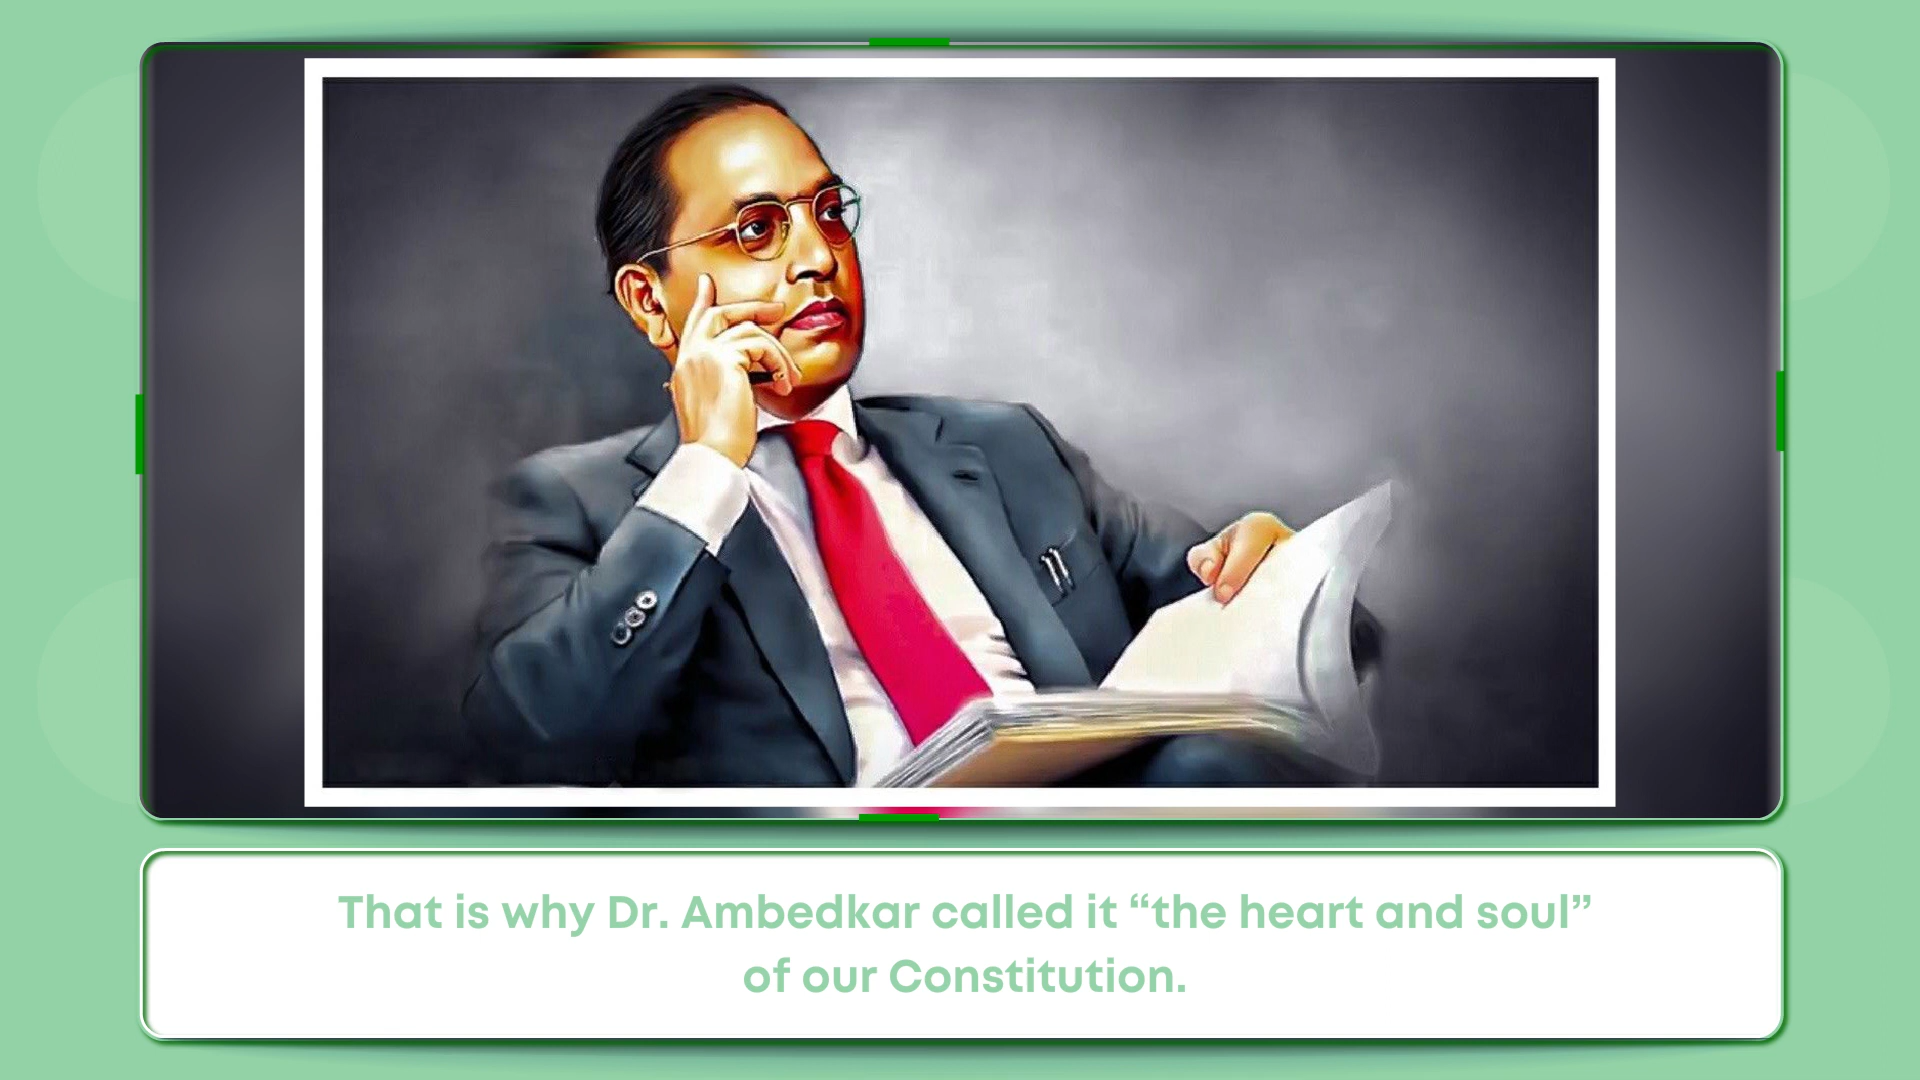 That is why Dr. Ambedkar called it “the heart and soul”
of our Constitution.